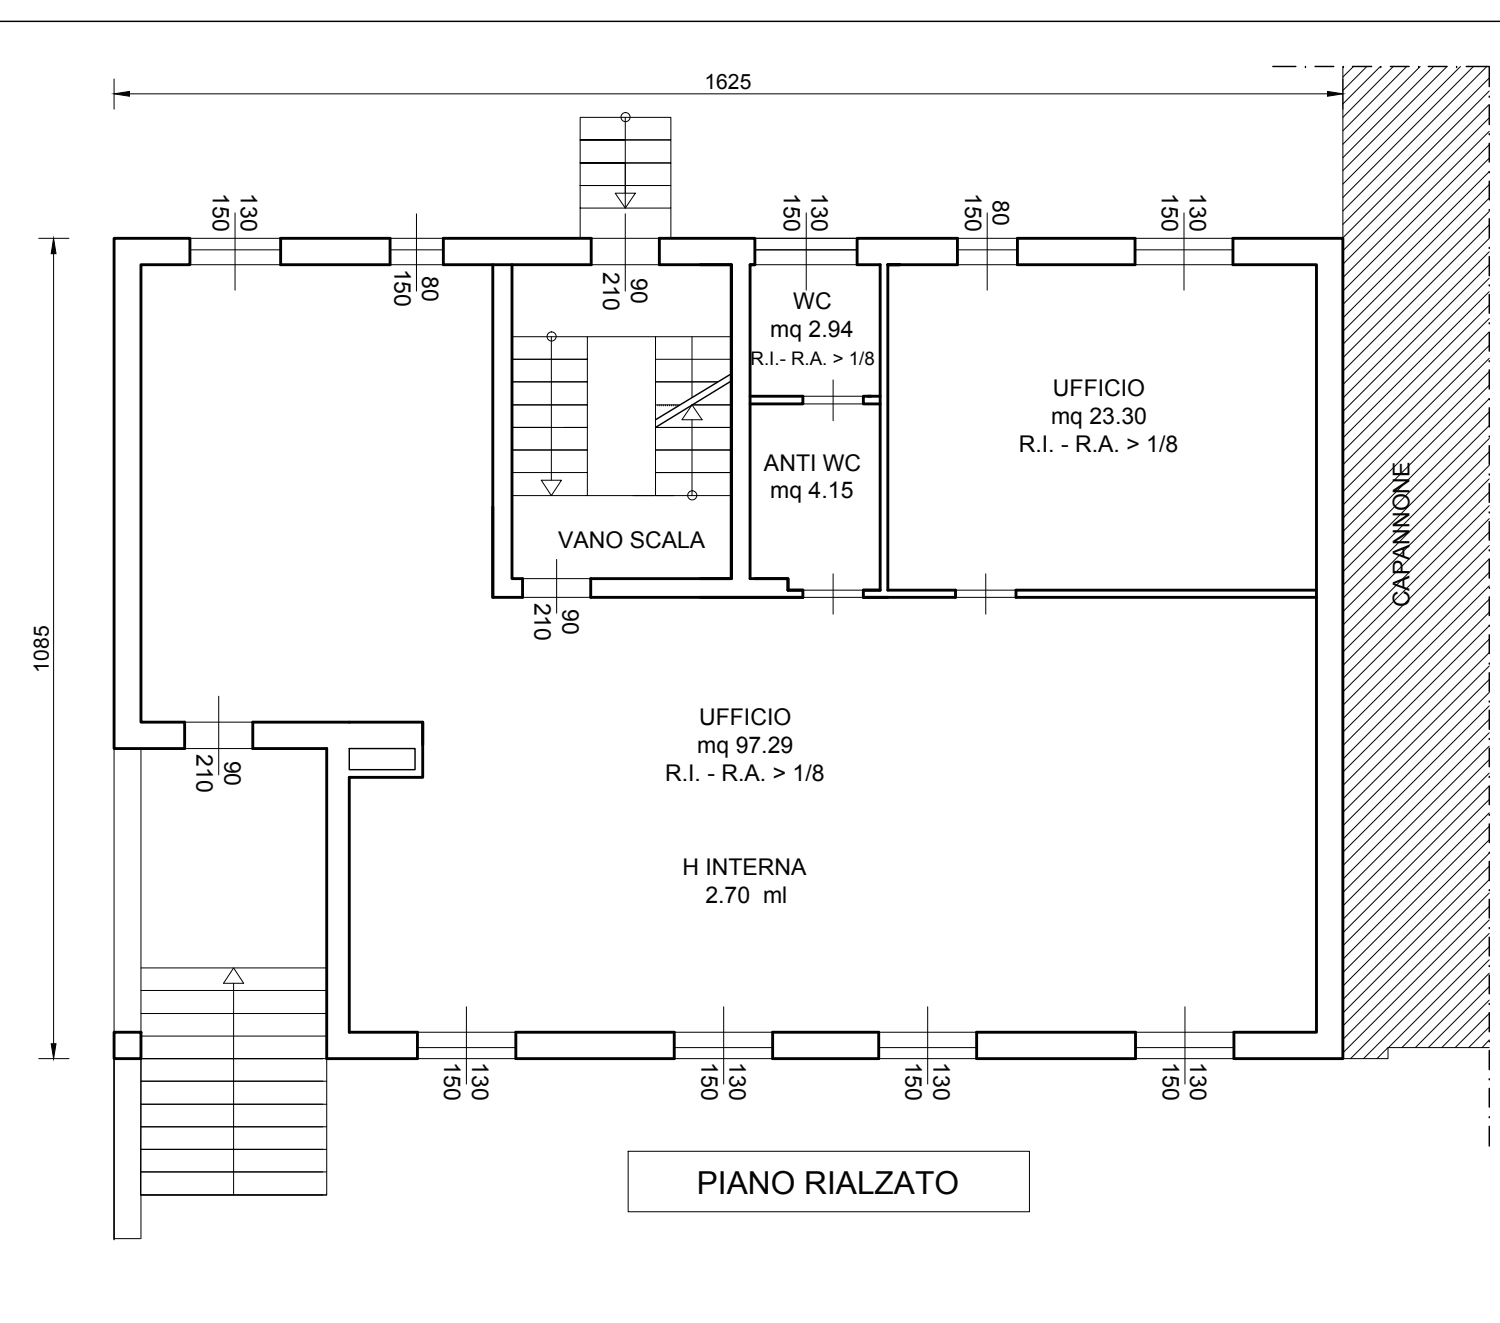 1625
130
150
130
150
80
150
130
150
80
150
90
210
WC
mq 2.94
R.I.- R.A. > 1/8
UFFICIO
mq 23.30
R.I. - R.A. > 1/8
ANTI WC
mq 4.15
VANO SCALA
CAPANNONE
90
210
1085
UFFICIO
mq 97.29
R.I. - R.A. > 1/8
90
210
H INTERNA
2.70 ml
130
150
130
150
130
150
130
150
PIANO RIALZATO